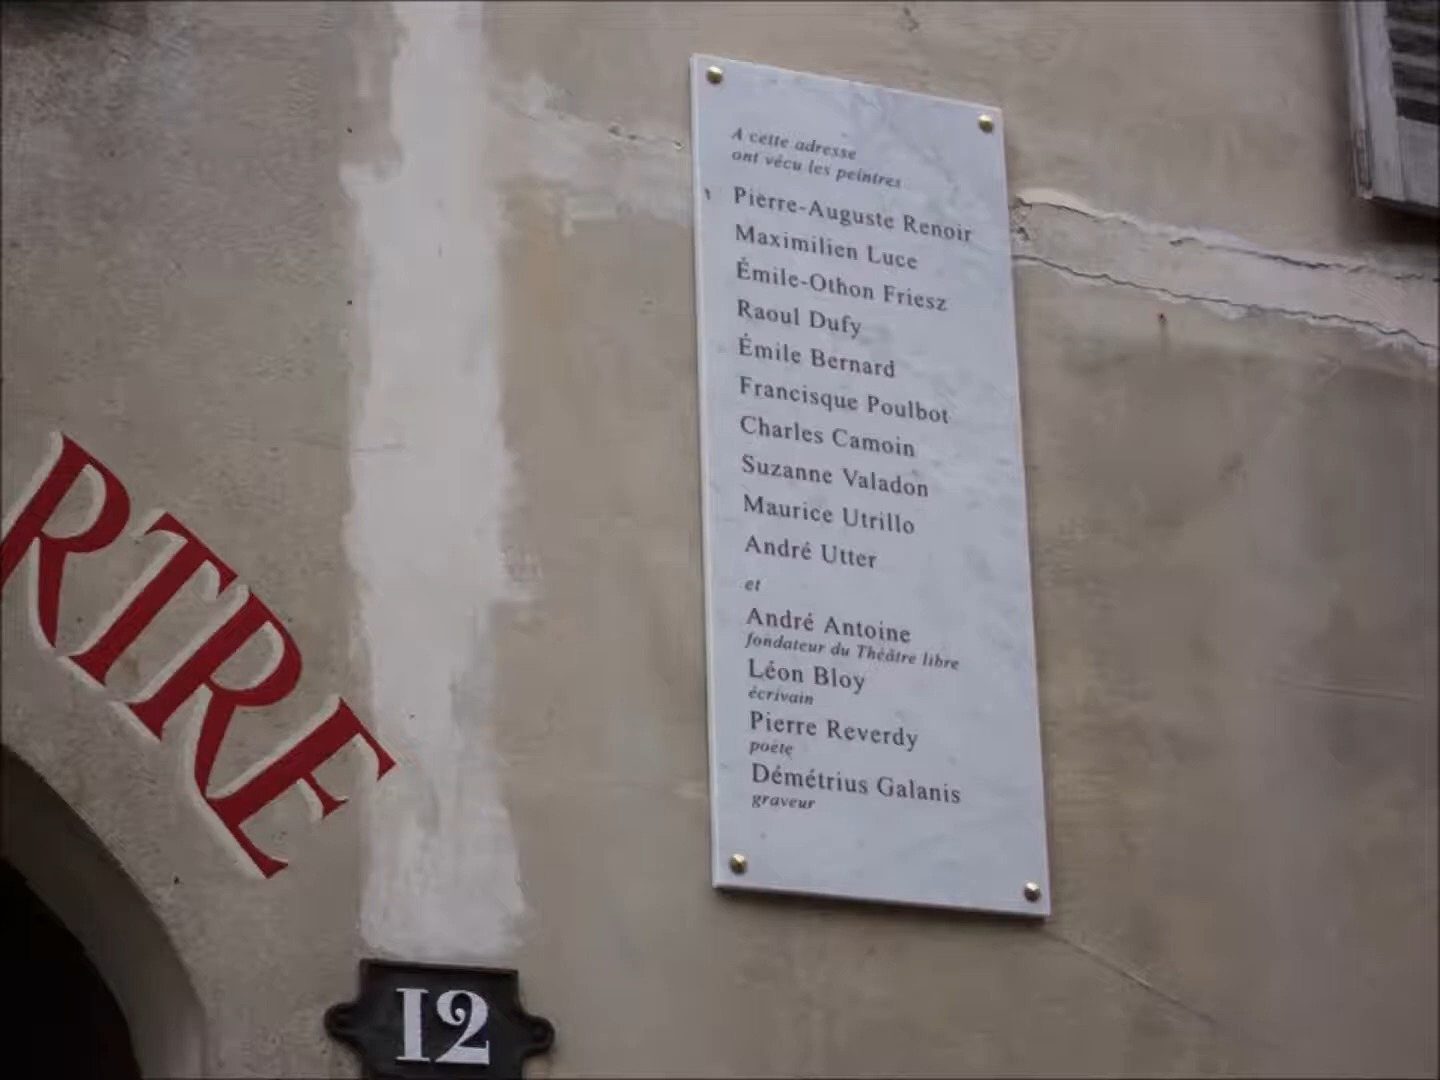 A cette adresse
ont vécu les peintres
Pierre-Auguste Renoir
Maximilien Luce
Émile-Othon Friesz
Raoul Dufy
Émile Bernard
Francisque Poulbot
Charles Camoin
Suzanne Valadon
Maurice Utrillo
André Utter
et
André Antoine
fondateur du Théâtre libre
Léon Bloy
écrivain
Pierre Reverdy
poète
Démétrius Galanis
graveur
RTRE
12